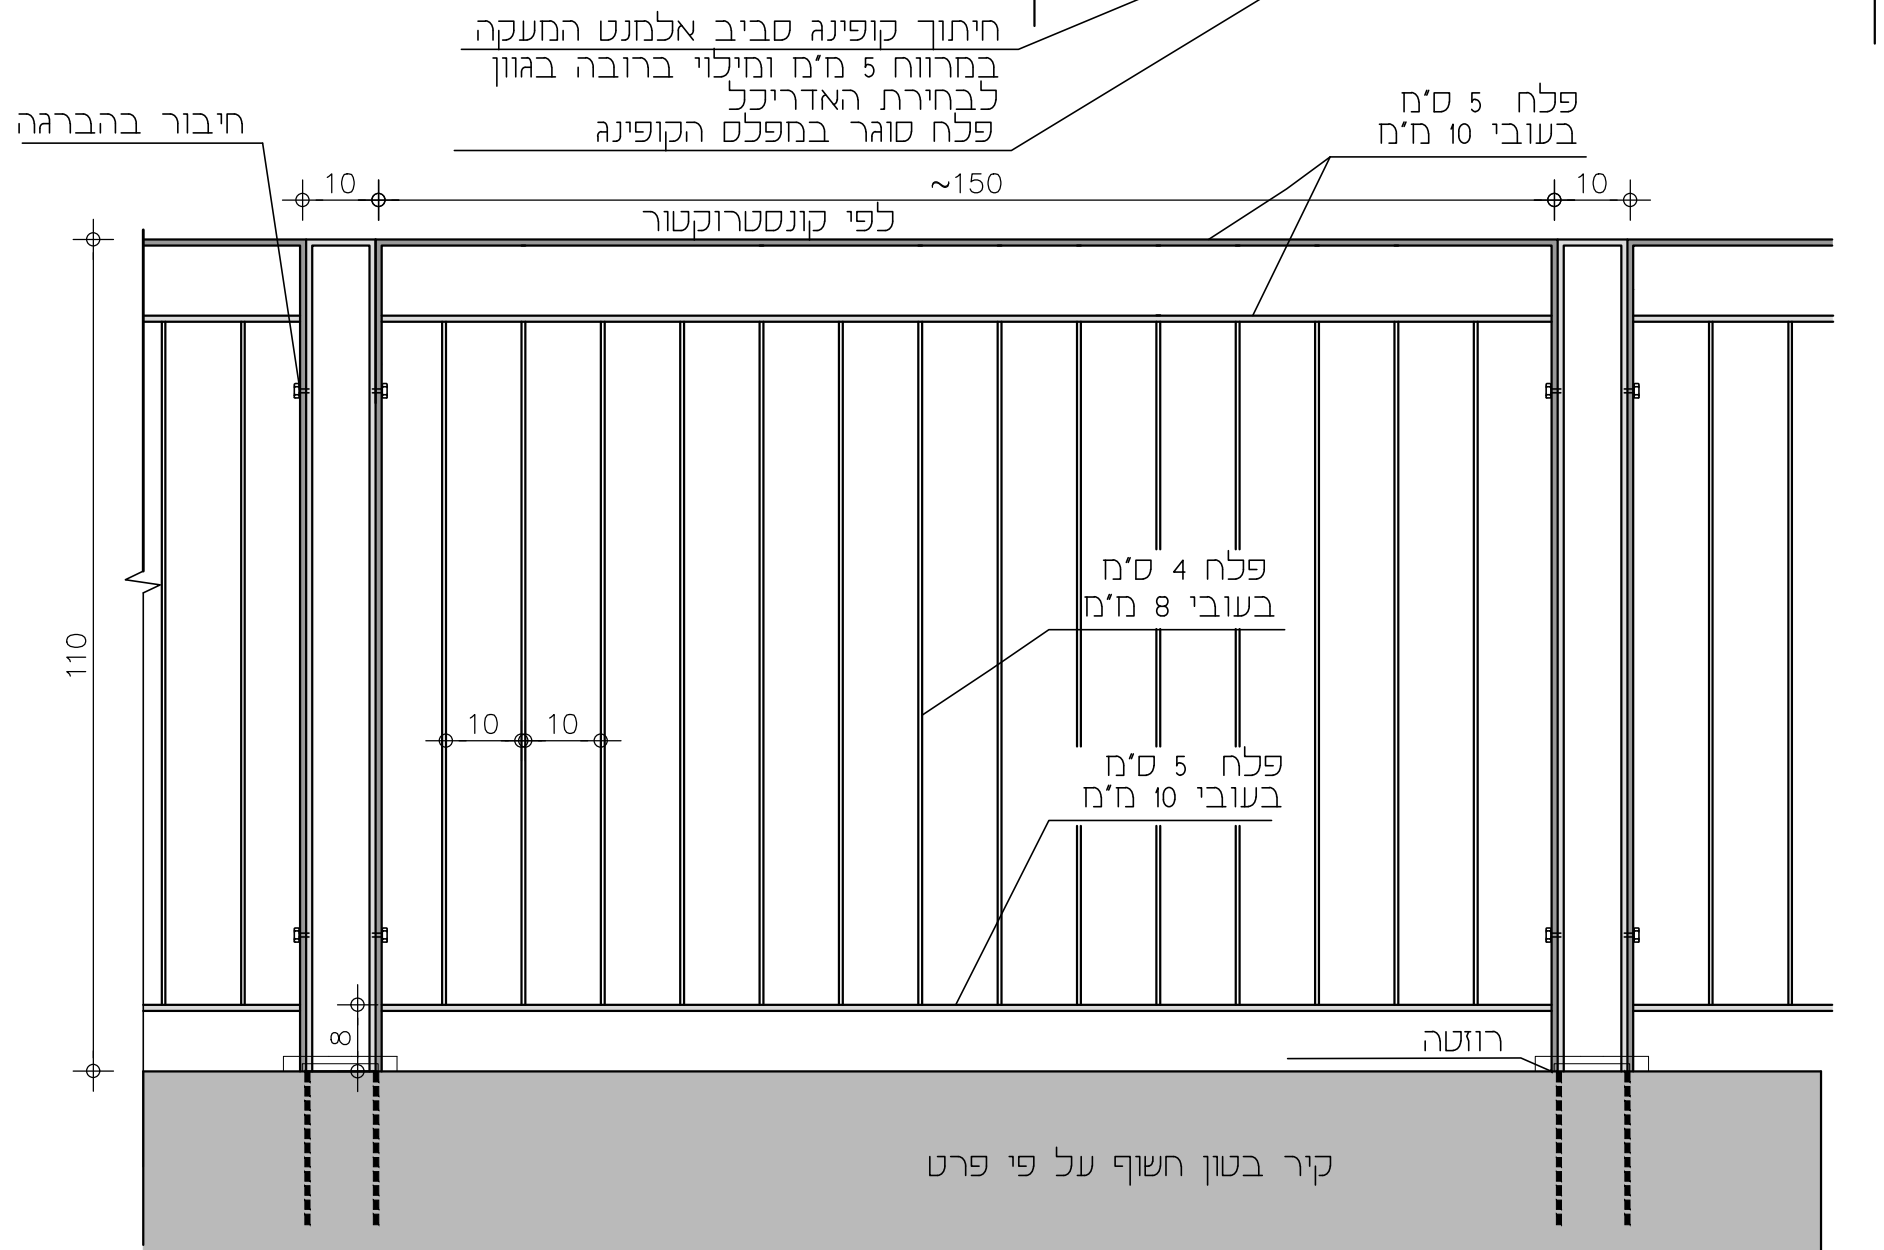 חיתוך קופינג סביב אלמנט המעקה
במרווח 5 מ"מ ומילוי ברובה בגוון
לבחירת האדריכל
פלח סוגר במפלס הקופינג
פלח 5 ס"מ
בעובי 10 מ"מ
חיבור בהברגה
10
~150
10
לפי קונסטרוקטור
110
פלח 4 ס"מ
בעובי 8 מ"מ
10
10
פלח 5 ס"מ
בעובי 10 מ"מ
8
רוזטה
קיר בטון חשוף על פי פרט